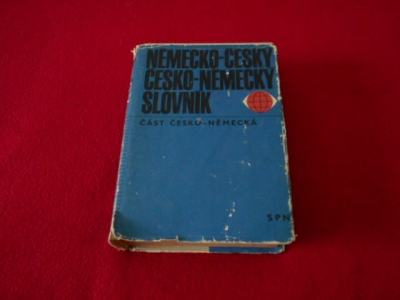 NĚMECKO-ČESKÝ
ČESKO-NĚMECKÝ
SLOVNÍK
ČÁST ČESKO-NĚMECKÁ
SPN